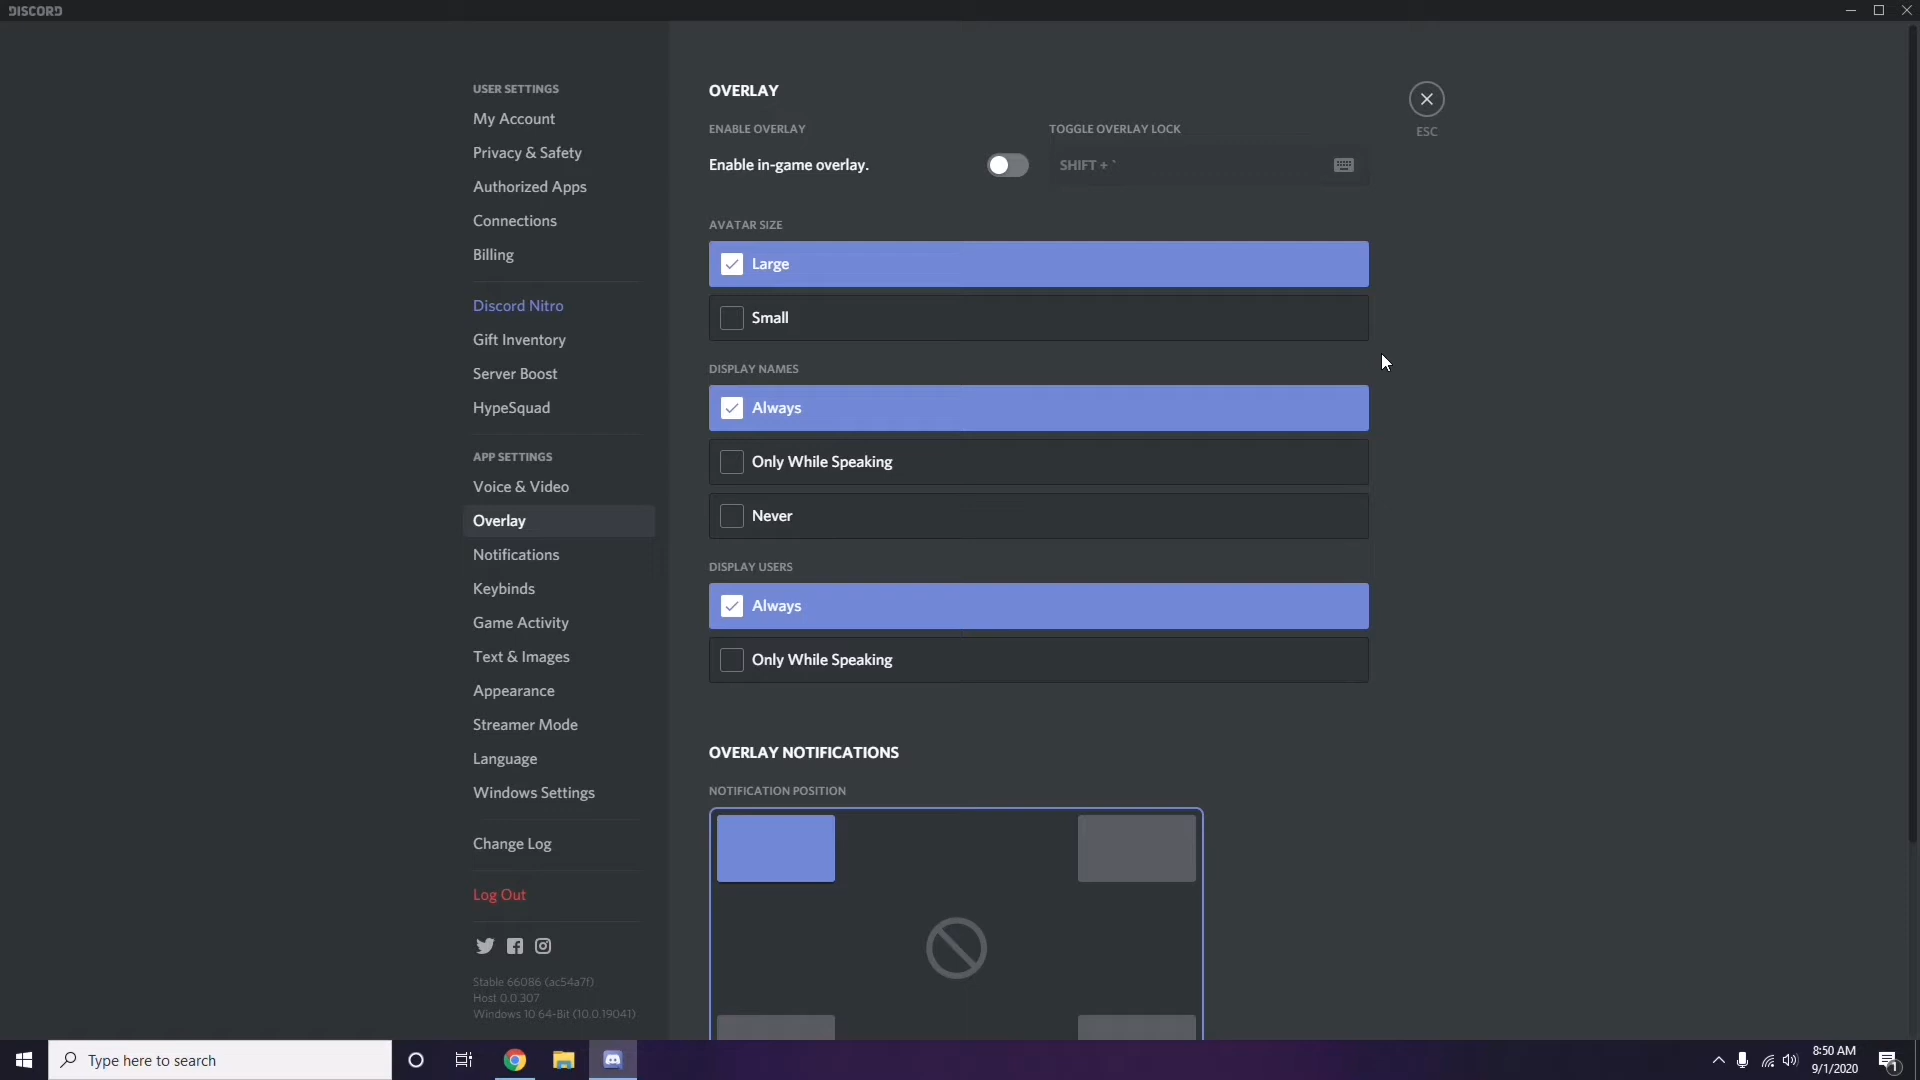 DISCORD
USER SETTINGS
My Account
Privacy & Safety
Authorized Apps
Connections
Billing
Discord Nitro
Gift Inventory
Server Boost
HypeSquad
APP SETTINGS
Voice & Video
Overlay
Notifications
Keybinds
Game Activity
Text & Images
Appearance
Streamer Mode
Language
Windows Settings
Change Log
Log Out
Stable 66086 (ac54a7f)
Host 0.0.307
Windows 10 64-Bit (10.0.19041)
OVERLAY
ENABLE OVERLAY
Enable in-game overlay.
TOGGLE OVERLAY LOCK
SHIFT + `
ESC
AVATAR SIZE
Large
Small
DISPLAY NAMES
Always
Only While Speaking
Never
DISPLAY USERS
Always
Only While Speaking
OVERLAY NOTIFICATIONS
NOTIFICATION POSITION
Type here to search
8:50 AM
9/1/2020
1